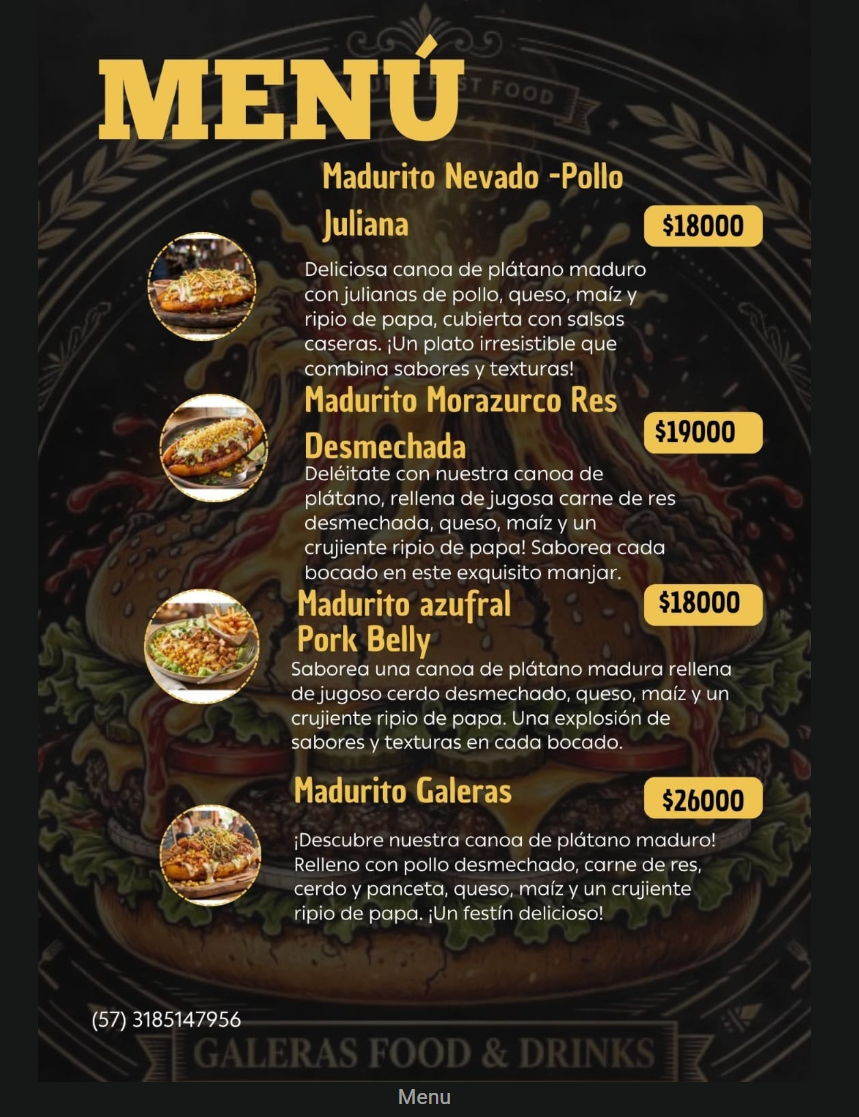 MENÚ
ST FOOD
Madurito Nevado -Pollo
Juliana
$18000
Deliciosa canoa de plátano maduro
con julianas de pollo, queso, maíz y
ripio de papa, cubierta con salsas
caseras. ¡Un plato irresistible que
combina sabores y texturas!
Madurito Morazurco Res
Desmechada
$19000
Deléitate con nuestra canoa de
plátano, rellena de jugosa carne de res
desmechada, queso, maíz y un
crujiente ripio de papa! Saborea cada
bocado en este exquisito manjar.
Madurito azufral
Pork Belly
$18000
Saborea una canoa de plátano madura rellena
de jugoso cerdo desmechado, queso, maíz y un
crujiente ripio de papa. Una explosión de
sabores y texturas en cada bocado.
Madurito Galeras
$26000
¡Descubre nuestra canoa de plátano maduro!
Relleno con pollo desmechado, carne de res,
cerdo y panceta, queso, maíz y un crujiente
ripio de papa. ¡Un festín delicioso!
(57) 3185147956
GALERAS FOOD & DRINKS
Menu